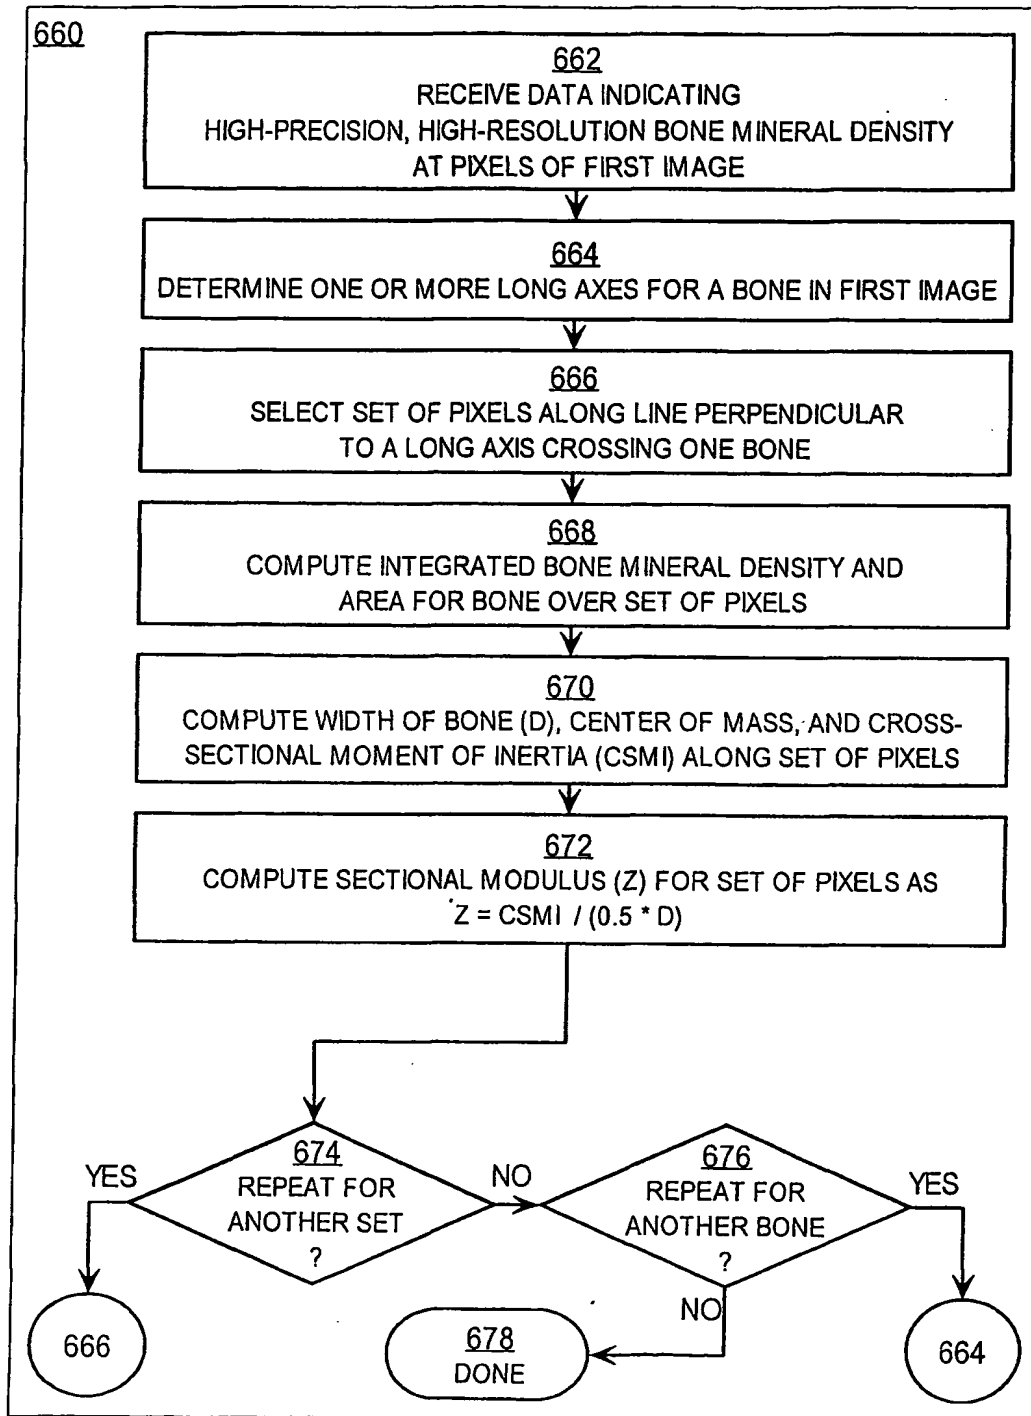 660
662
RECEIVE DATA INDICATING
HIGH-PRECISION, HIGH-RESOLUTION BONE MINERAL DENSITY
AT PIXELS OF FIRST IMAGE
664
DETERMINE ONE OR MORE LONG AXES FOR A BONE IN FIRST IMAGE
666
SELECT SET OF PIXELS ALONG LINE PERPENDICULAR
TO A LONG AXIS CROSSING ONE BONE
668
COMPUTE INTEGRATED BONE MINERAL DENSITY AND
AREA FOR BONE OVER SET OF PIXELS
670
COMPUTE WIDTH OF BONE (D), CENTER OF MASS, AND CROSS-
SECTIONAL MOMENT OF INERTIA (CSMI) ALONG SET OF PIXELS
672
COMPUTE SECTIONAL MODULUS (Z) FOR SET OF PIXELS AS
Z = CSMI / (0.5 * D)
674
REPEAT FOR
ANOTHER SET
?
YES
NO
676
REPEAT FOR
ANOTHER BONE
?
YES
NO
666
678
DONE
664